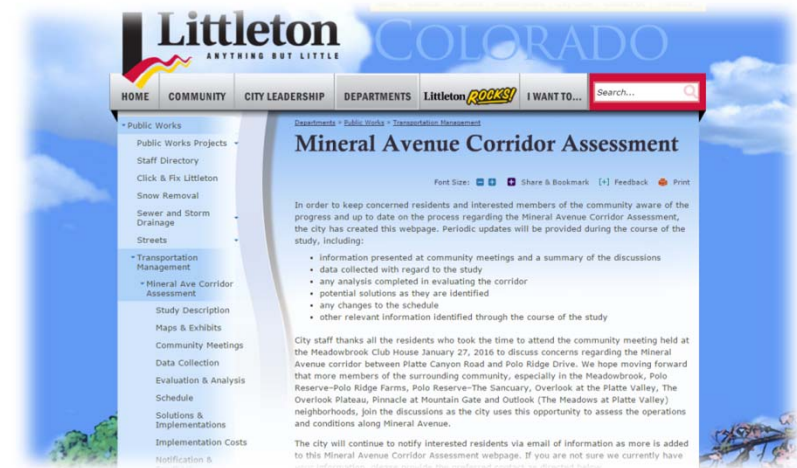 Littleton
ANYTHING BUT LITTLE
COLORADO
HOME COMMUNITY CITY LEADERSHIP DEPARTMENTS Littleton ROCKS! I WANT TO... Search...
Public Works
Public Works Projects
Staff Directory
Click & Fix Littleton
Snow Removal
Sewer and Storm
Drainage
Streets
Transportation
Management
Mineral Ave Corridor
Assessment
Study Description
Maps & Exhibits
Community Meetings
Data Collection
Evaluation & Analysis
Schedule
Solutions &
Implementations
Implementation Costs
Notification &
Departments » Public Works » Transportation Management
Mineral Avenue Corridor Assessment
Font Size: Share & Bookmark [+] Feedback Print
In order to keep concerned residents and interested members of the community aware of the
progress and up to date on the process regarding the Mineral Avenue Corridor Assessment,
the city has created this webpage. Periodic updates will be provided during the course of the
study, including:
• information presented at community meetings and a summary of the discussions
• data collected with regard to the study
• any analysis completed in evaluating the corridor
• potential solutions as they are identified
• any changes to the schedule
• other relevant information identified through the course of the study
City staff thanks all the residents who took the time to attend the community meeting held at
the Meadowbrook Club House January 27, 2016 to discuss concerns regarding the Mineral
Avenue corridor between Platte Canyon Road and Polo Ridge Drive. We hope moving forward
that more members of the surrounding community, especially in the Meadowbrook, Polo
Reserve-Polo Ridge Farms, Polo Reserve-The Sancuary, Overlook at the Platte Valley, The
Overlook Plateau, Pinnacle at Mountain Gate and Outlook (The Meadows at Platte Valley)
neighborhoods, join the discussions as the city uses this opportunity to assess the operations
and conditions along Mineral Avenue.
The city will continue to notify interested residents via email of information as more is added
to this Mineral Avenue Corridor Assessment webpage. If you are not sure we currently have